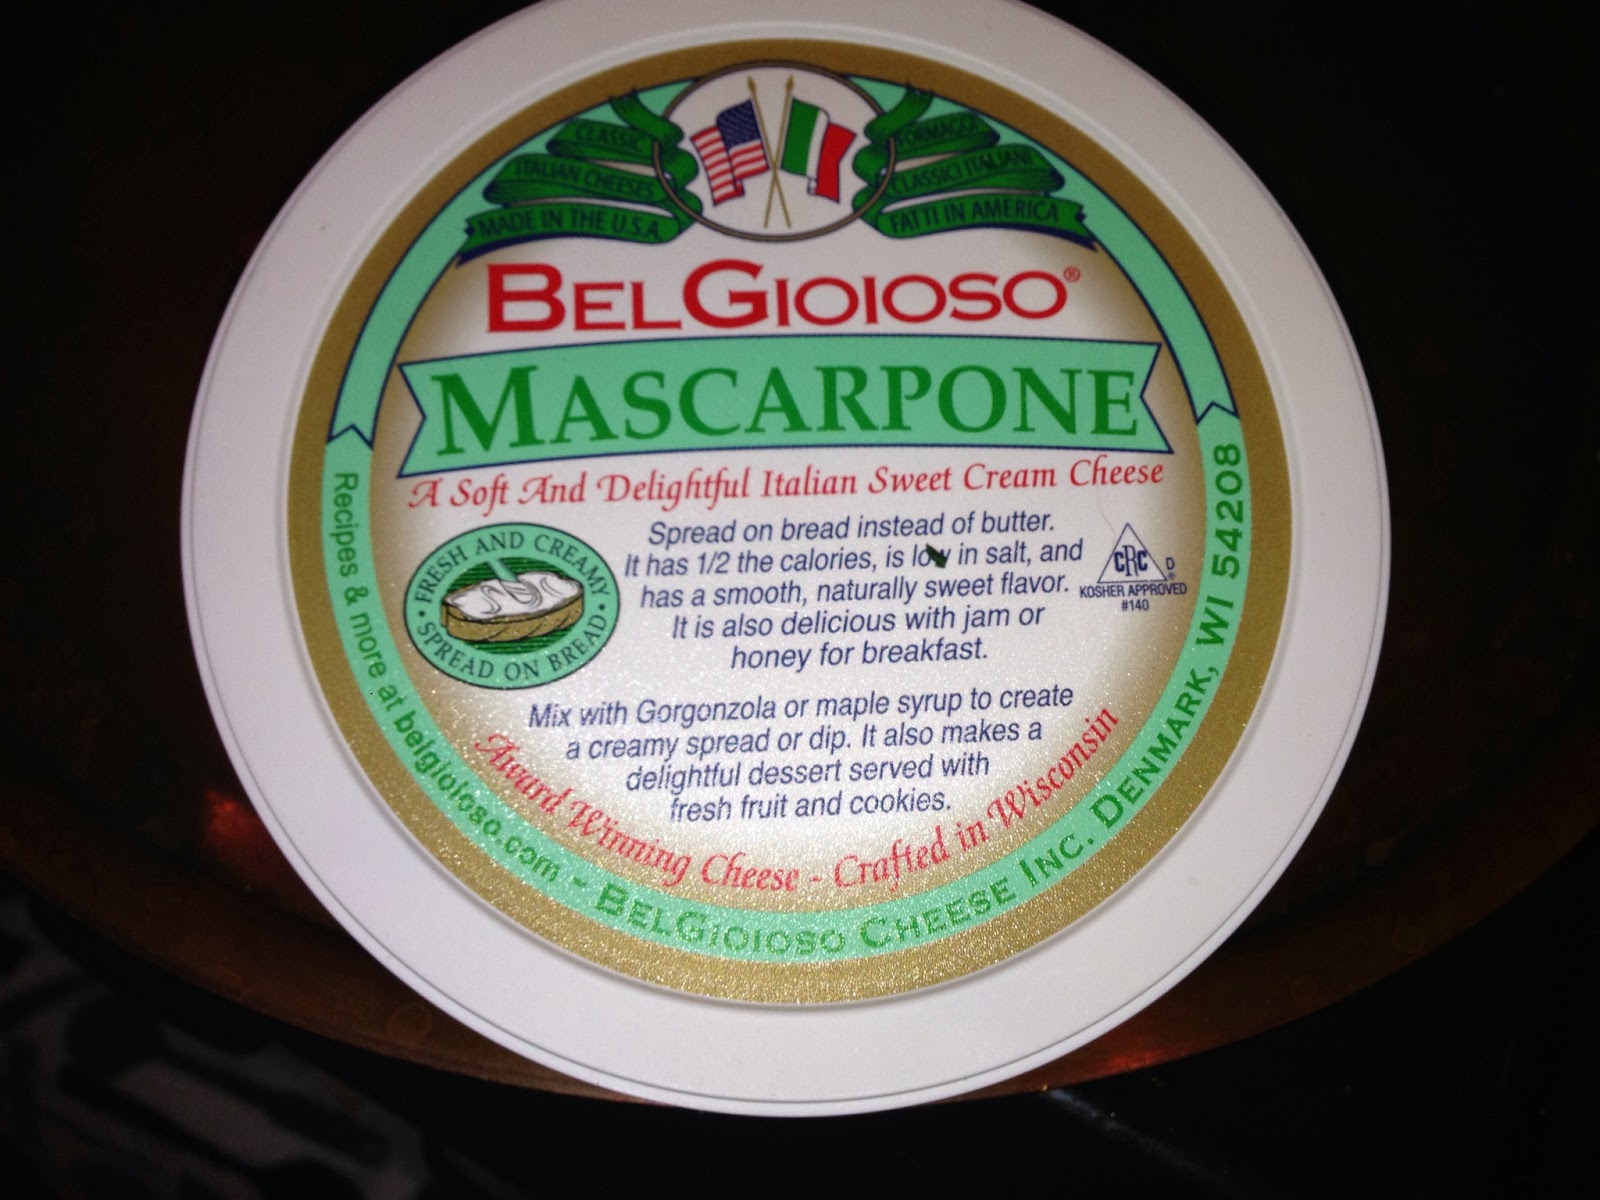 CLASSIC
ITALIAN CHEESES
MADE IN THE U.S.A.
FORMAGGI
CLASSICI ITALIANI
FATTI IN AMERICA
BELGIOIOSO®
MASCARPONE
A Soft And Delightful Italian Sweet Cream Cheese
FRESH AND CREAMY
• SPREAD ON BREAD •
Spread on bread instead of butter.
It has 1/2 the calories, is low in salt, and
has a smooth, naturally sweet flavor.
It is also delicious with jam or
honey for breakfast.
CRC D
KOSHER APPROVED
#140
Mix with Gorgonzola or maple syrup to create
a creamy spread or dip. It also makes a
delightful dessert served with
fresh fruit and cookies.
Award Winning Cheese - Crafted in Wisconsin
Recipes & more at belgioioso.com - BELGIOIOSO CHEESE INC. DENMARK, WI 54208